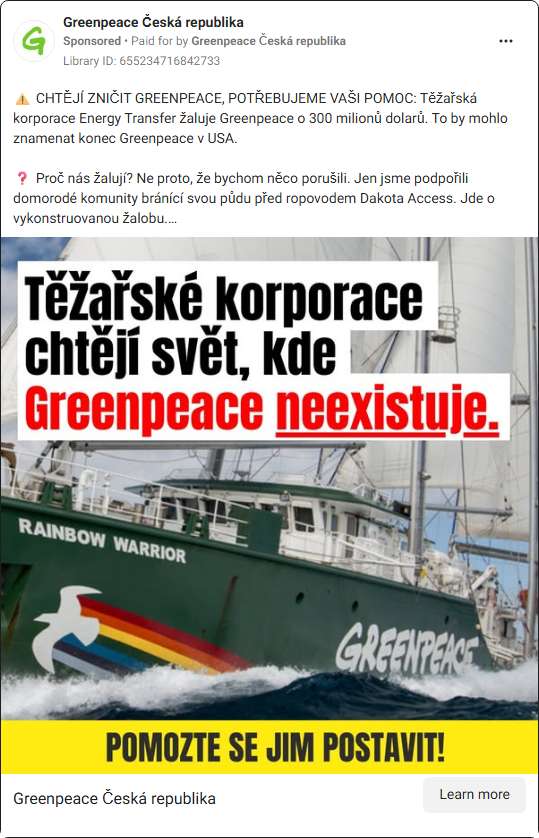 Greenpeace Česká republika
Sponsored • Paid for by Greenpeace Česká republika
Library ID: 655234716842733
⚠️ CHTĚJÍ ZNIČIT GREENPEACE, POTŘEBUJEME VAŠI POMOC: Těžařská
korporace Energy Transfer žaluje Greenpeace o 300 milionů dolarů. To by mohlo
znamenat konec Greenpeace v USA.
❓ Proč nás žalují? Ne proto, že bychom něco porušili. Jen jsme podpořili
domorodé komunity bránící svou půdu před ropovodem Dakota Access. Jde o
vykonstruovanou žalobu....
Těžařské korporace
chtějí svět, kde
Greenpeace neexistuje.
RAINBOW WARRIOR
GREENPEACE
POMOZTE SE JIM POSTAVIT!
Greenpeace Česká republika
Learn more